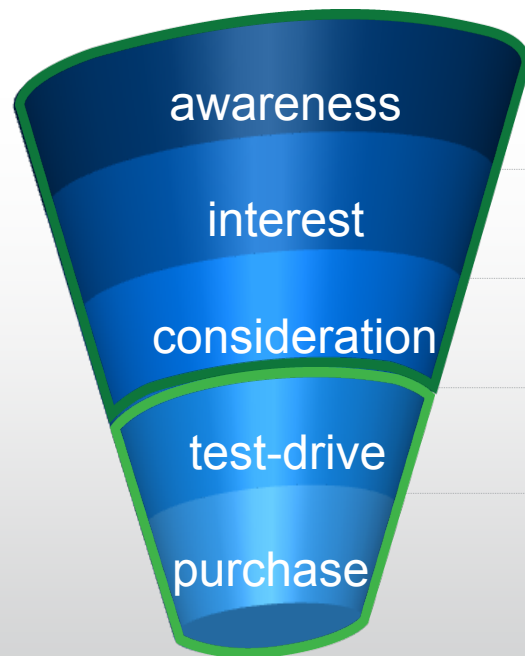 awareness
interest
consideration
test-drive
purchase